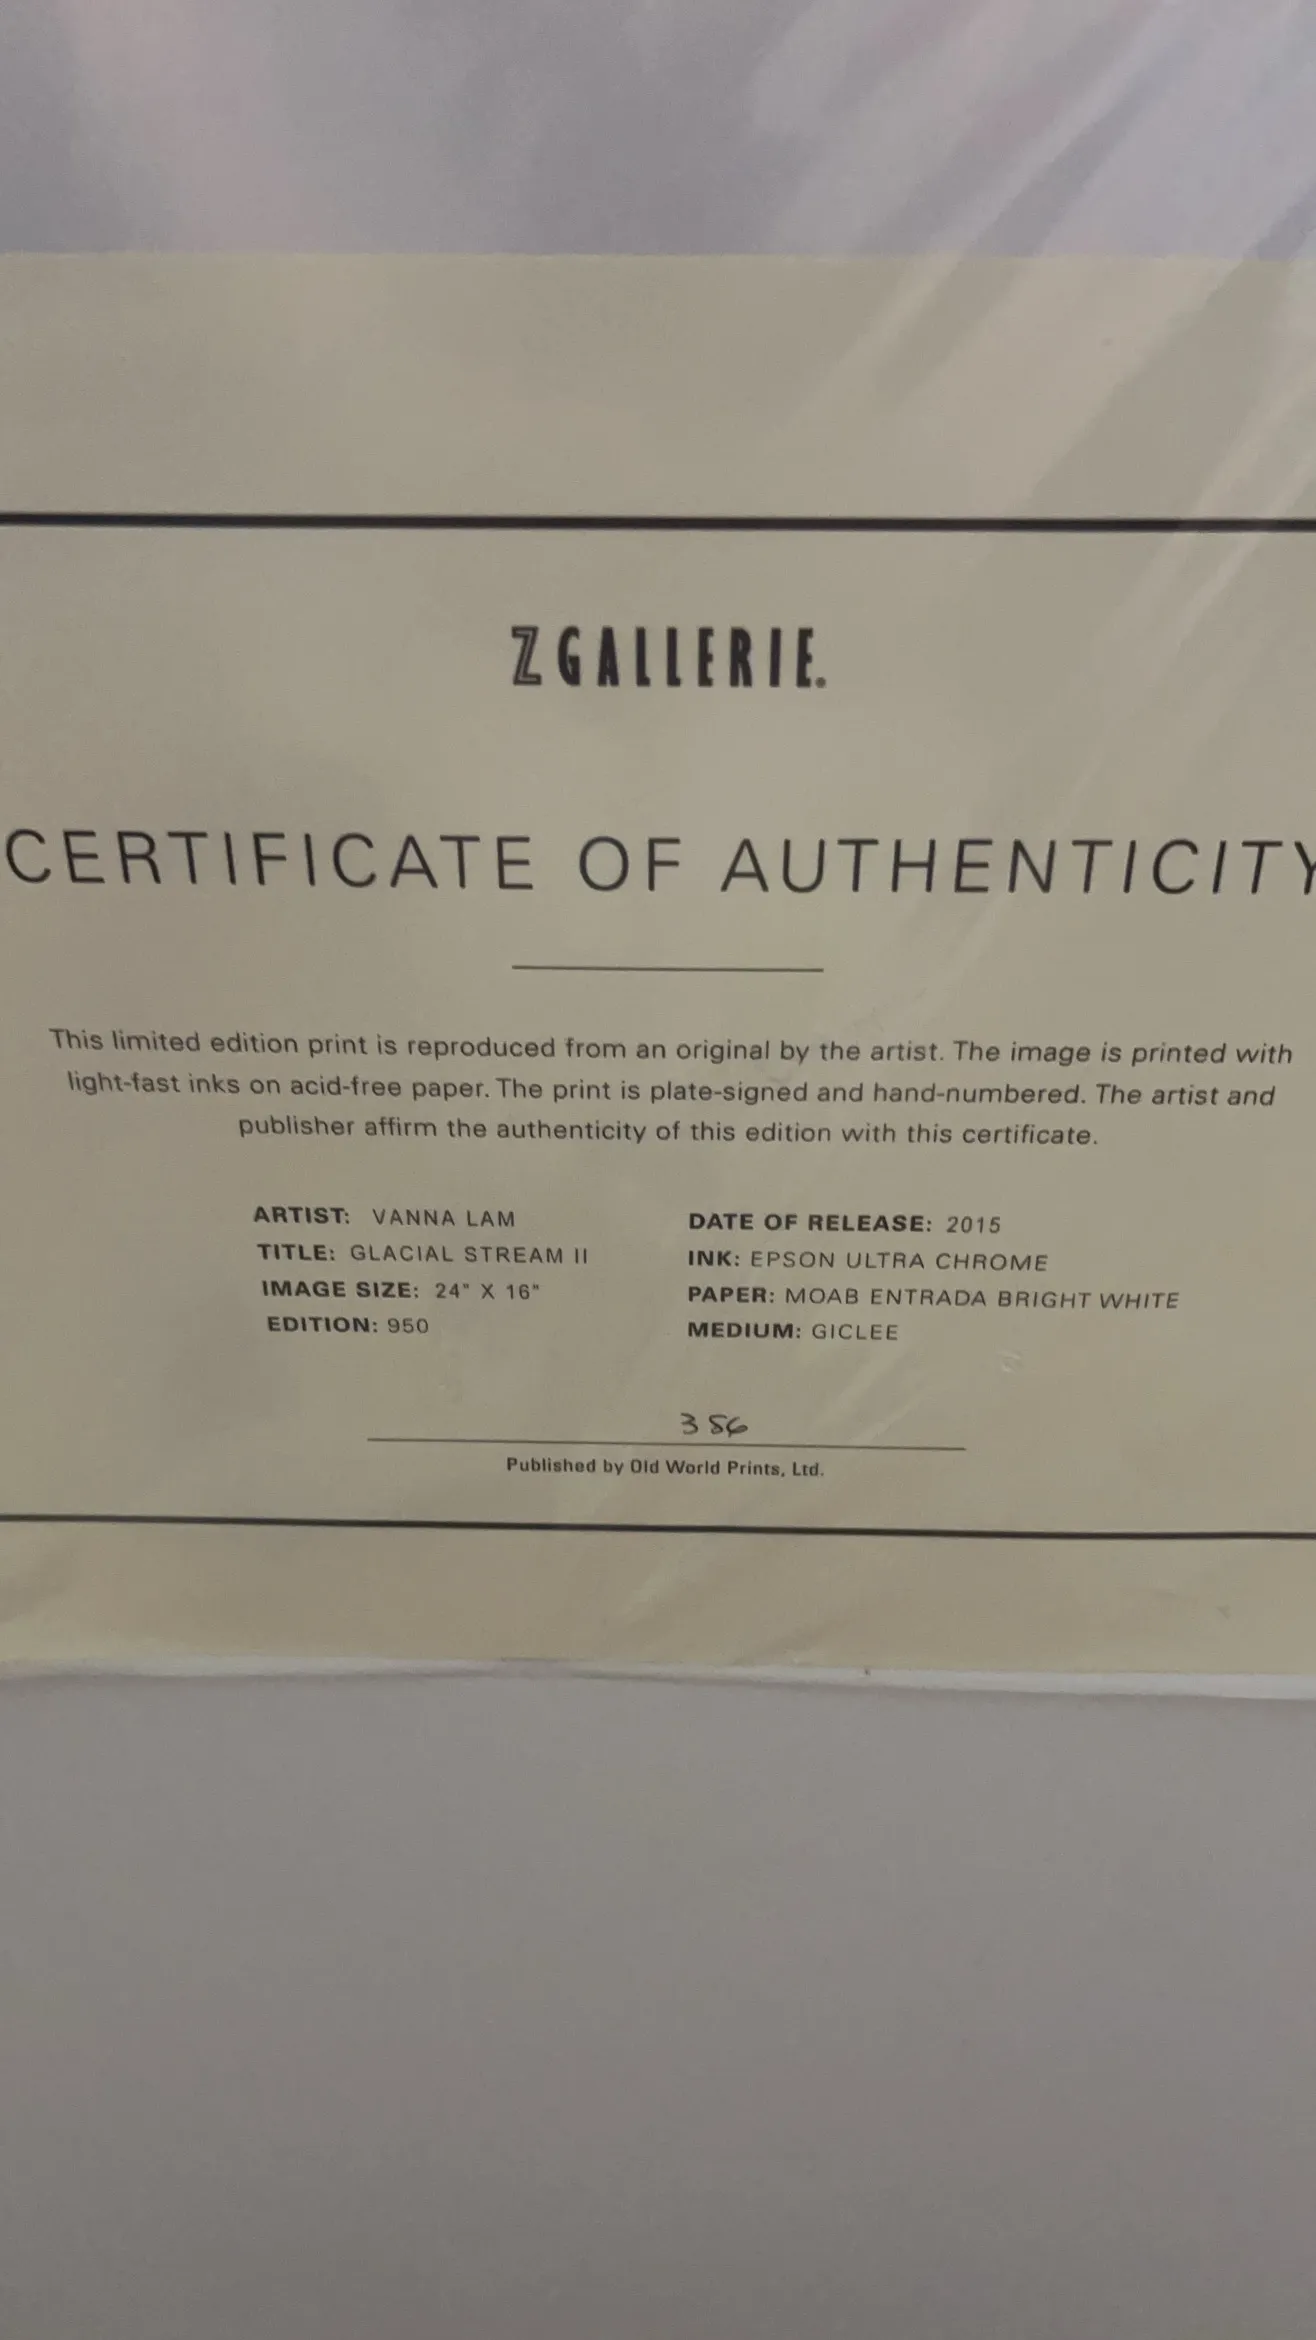 Z GALLERIE.
CERTIFICATE OF AUTHENTICITY
This limited edition print is reproduced from an original by the artist. The image is printed with
light-fast inks on acid-free paper. The print is plate-signed and hand-numbered. The artist and
publisher affirm the authenticity of this edition with this certificate.
ARTIST: VANNA LAM
TITLE: GLACIAL STREAM II
IMAGE SIZE: 24" X 16"
EDITION: 950
DATE OF RELEASE: 2015
INK: EPSON ULTRA CHROME
PAPER: MOAB ENTRADA BRIGHT WHITE
MEDIUM: GICLEE
356
Published by Old World Prints, Ltd.